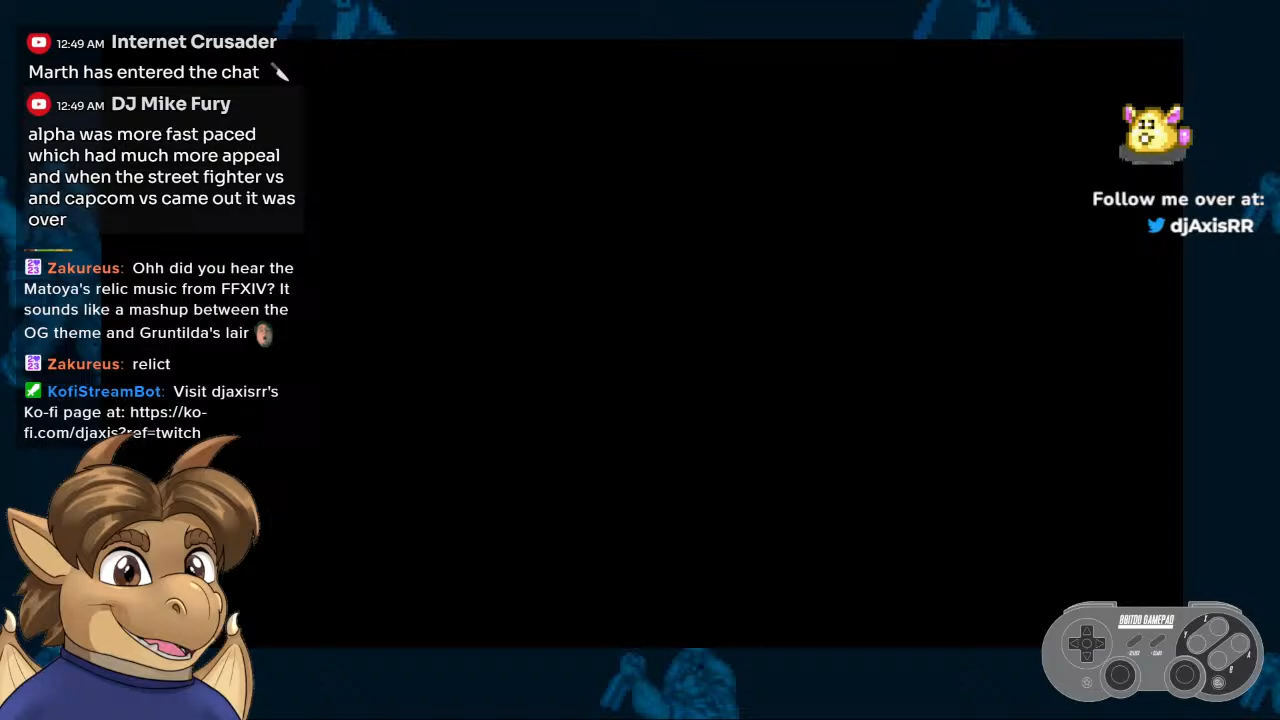 12:49 AM Internet Crusader
Marth has entered the chat
12:49 AM DJ Mike Fury
alpha was more fast paced
which had much more appeal
and when the street fighter vs
and capcom vs came out it was
over
Zakureus: Ohh did you hear the
Matoya's relic music from FFXIV? It
sounds like a mashup between the
OG theme and Gruntilda's lair
Zakureus: relict
KofiStreamBot: Visit djaxisrr's
Ko-fi page at: https://ko-
fi.com/djaxis?ref=twitch
Follow me over at:
djAxisRR
8BITDO GAMEPAD